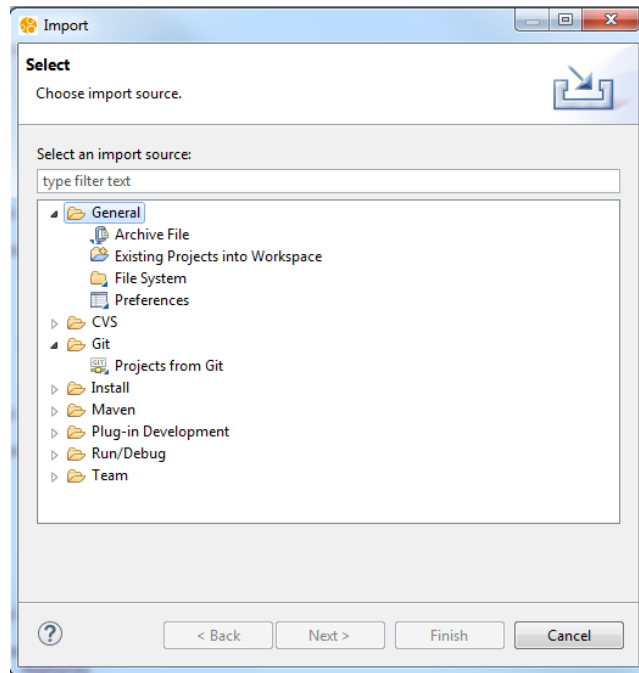 Import
Select
Choose import source.
Select an import source:
type filter text
General
Archive File
Existing Projects into Workspace
File System
Preferences
CVS
Git
GIT Projects from Git
Install
Maven
Plug-in Development
Run/Debug
Team
?
< Back Next > Finish Cancel